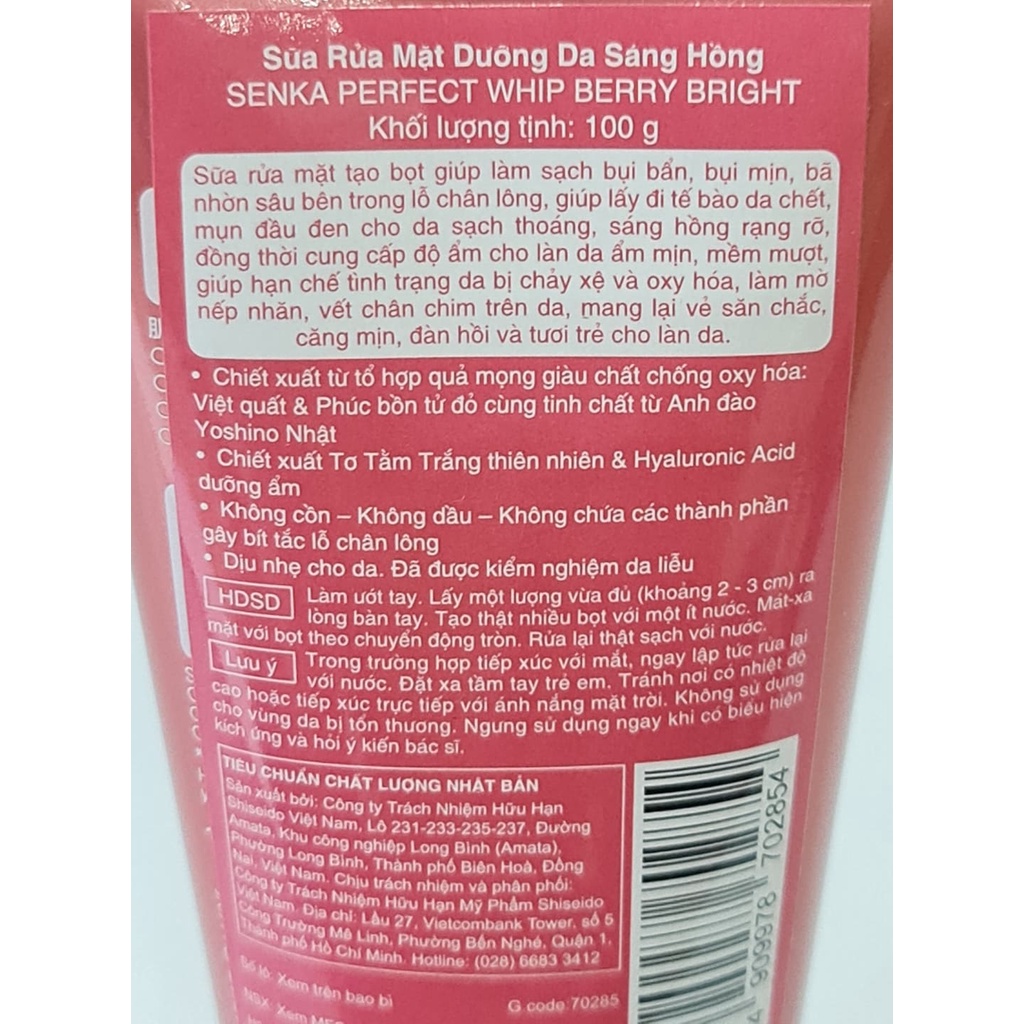 Sữa Rửa Mặt Dưỡng Da Sáng Hồng
SENKA PERFECT WHIP BERRY BRIGHT
Khối lượng tịnh: 100 g
Sữa rửa mặt tạo bọt giúp làm sạch bụi bẩn, bụi mịn, bã
nhờn sâu bên trong lỗ chân lông, giúp lấy đi tế bào da chết,
mụn đầu đen cho da sạch thoáng, sáng hồng rạng rỡ,
đồng thời cung cấp độ ẩm cho làn da ẩm mịn, mềm mượt,
giúp hạn chế tình trạng da bị chảy xệ và oxy hóa, làm mờ
nếp nhăn, vết chân chim trên da, mang lại vẻ săn chắc,
căng mịn, đàn hồi và tươi trẻ cho làn da.
• Chiết xuất từ tổ hợp quả mọng giàu chất chống oxy hóa:
Việt quất & Phúc bồn tử đỏ cùng tinh chất từ Anh đào
Yoshino Nhật
• Chiết xuất Tơ Tằm Trắng thiên nhiên & Hyaluronic Acid
dưỡng ẩm
• Không cồn – Không dầu – Không chứa các thành phần
gây bít tắc lỗ chân lông
• Dịu nhẹ cho da. Đã được kiểm nghiệm da liễu
HDSD Làm ướt tay. Lấy một lượng vừa đủ (khoảng 2 - 3 cm) ra
lòng bàn tay. Tạo thật nhiều bọt với một ít nước. Mát-xa
mặt với bọt theo chuyển động tròn. Rửa lại thật sạch với nước.
Lưu ý Trong trường hợp tiếp xúc với mắt, ngay lập tức rửa lại
với nước. Đặt xa tầm tay trẻ em. Tránh nơi có nhiệt độ
cao hoặc tiếp xúc trực tiếp với ánh nắng mặt trời. Không sử dụng
cho vùng da bị tổn thương. Ngưng sử dụng ngay khi có biểu hiện
kích ứng và hỏi ý kiến bác sĩ.
TIÊU CHUẨN CHẤT LƯỢNG NHẬT BẢN
Sản xuất bởi: Công ty Trách Nhiệm Hữu Hạn
Shiseido Việt Nam, Lô 231-233-235-237, Đường
Amata, Khu công nghiệp Long Bình (Amata),
Phường Long Bình, Thành phố Biên Hoà, Đồng
Nai, Việt Nam. Chịu trách nhiệm và phân phối:
Công ty Trách Nhiệm Hữu Hạn Mỹ Phẩm Shiseido
Việt Nam. Địa chỉ: Lầu 27, Vietcombank Tower, số 5
Công Trường Mê Linh, Phường Bến Nghé, Quận 1,
Thành phố Hồ Chí Minh. Hotline: (028) 6683 3412
Số lô: Xem trên bao bì
G code 70285
NSX: Xem
4 909978 702854